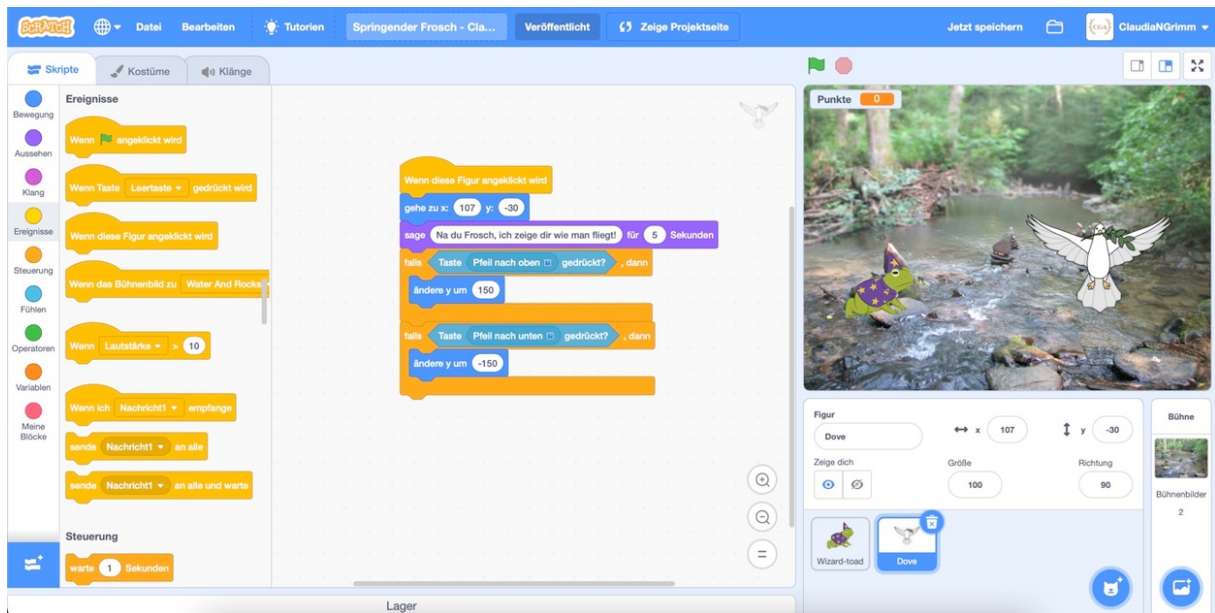 SCRATCH
Datei
Bearbeiten
Tutorien
Springender Frosch - Cla...
Veröffentlicht
Zeige Projektseite
Jetzt speichern
CGA
ClaudiaNGrimm
Skripte
Kostüme
Klänge
Bewegung
Aussehen
Klang
Ereignisse
Steuerung
Fühlen
Operatoren
Variablen
Meine
Blöcke
Ereignisse
Wenn angeklickt wird
Wenn Taste Leertaste gedrückt wird
Wenn diese Figur angeklickt wird
Wenn das Bühnenbild zu Water And Rocks
Wenn Lautstärke > 10
Wenn ich Nachricht1 empfange
sende Nachricht1 an alle
sende Nachricht1 an alle und warte
Steuerung
warte 1 Sekunden
Wenn diese Figur angeklickt wird
gehe zu x: 107 y: -30
sage Na du Frosch, ich zeige dir wie man fliegt! für 5 Sekunden
falls Taste Pfeil nach oben gedrückt? , dann
ändere y um 150
falls Taste Pfeil nach unten gedrückt? , dann
ändere y um -150
Lager
Punkte 0
Figur
Dove
x 107
y -30
Zeige dich
Größe
100
Richtung
90
Wizard-toad
Dove
Bühne
Bühnenbilder
2